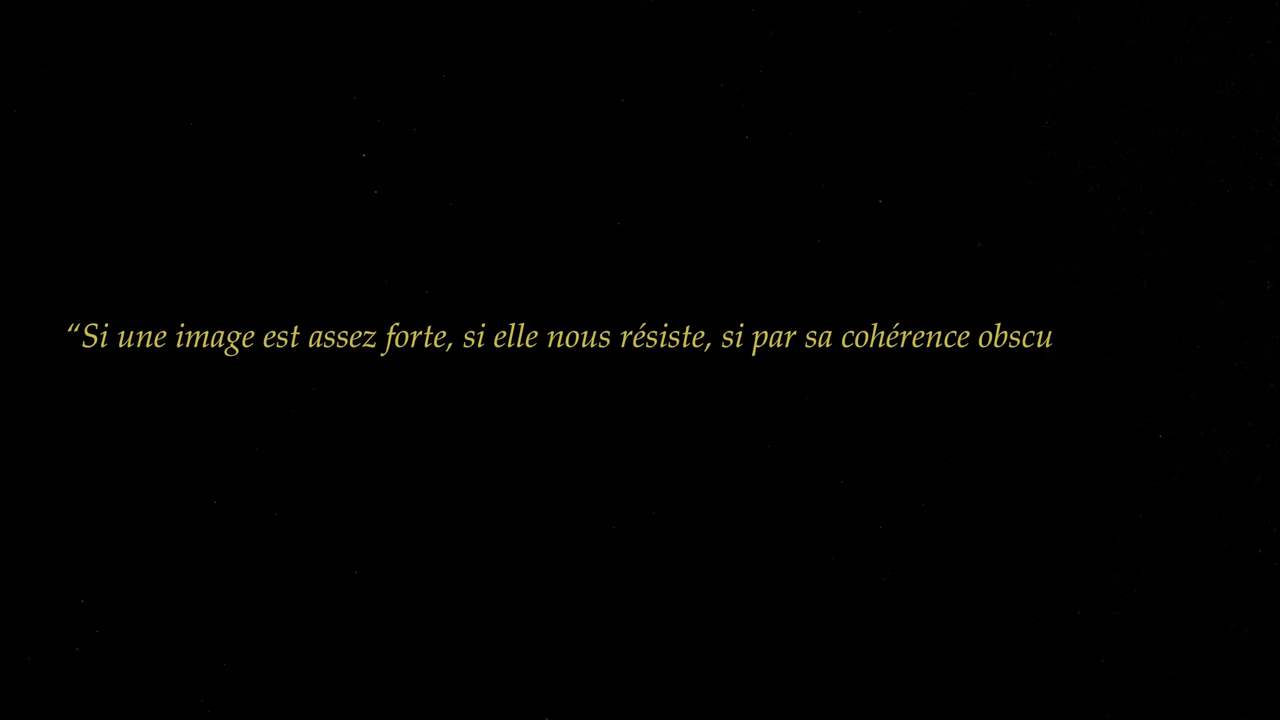 “Si une image est assez forte, si elle nous résiste, si par sa cohérence obscu